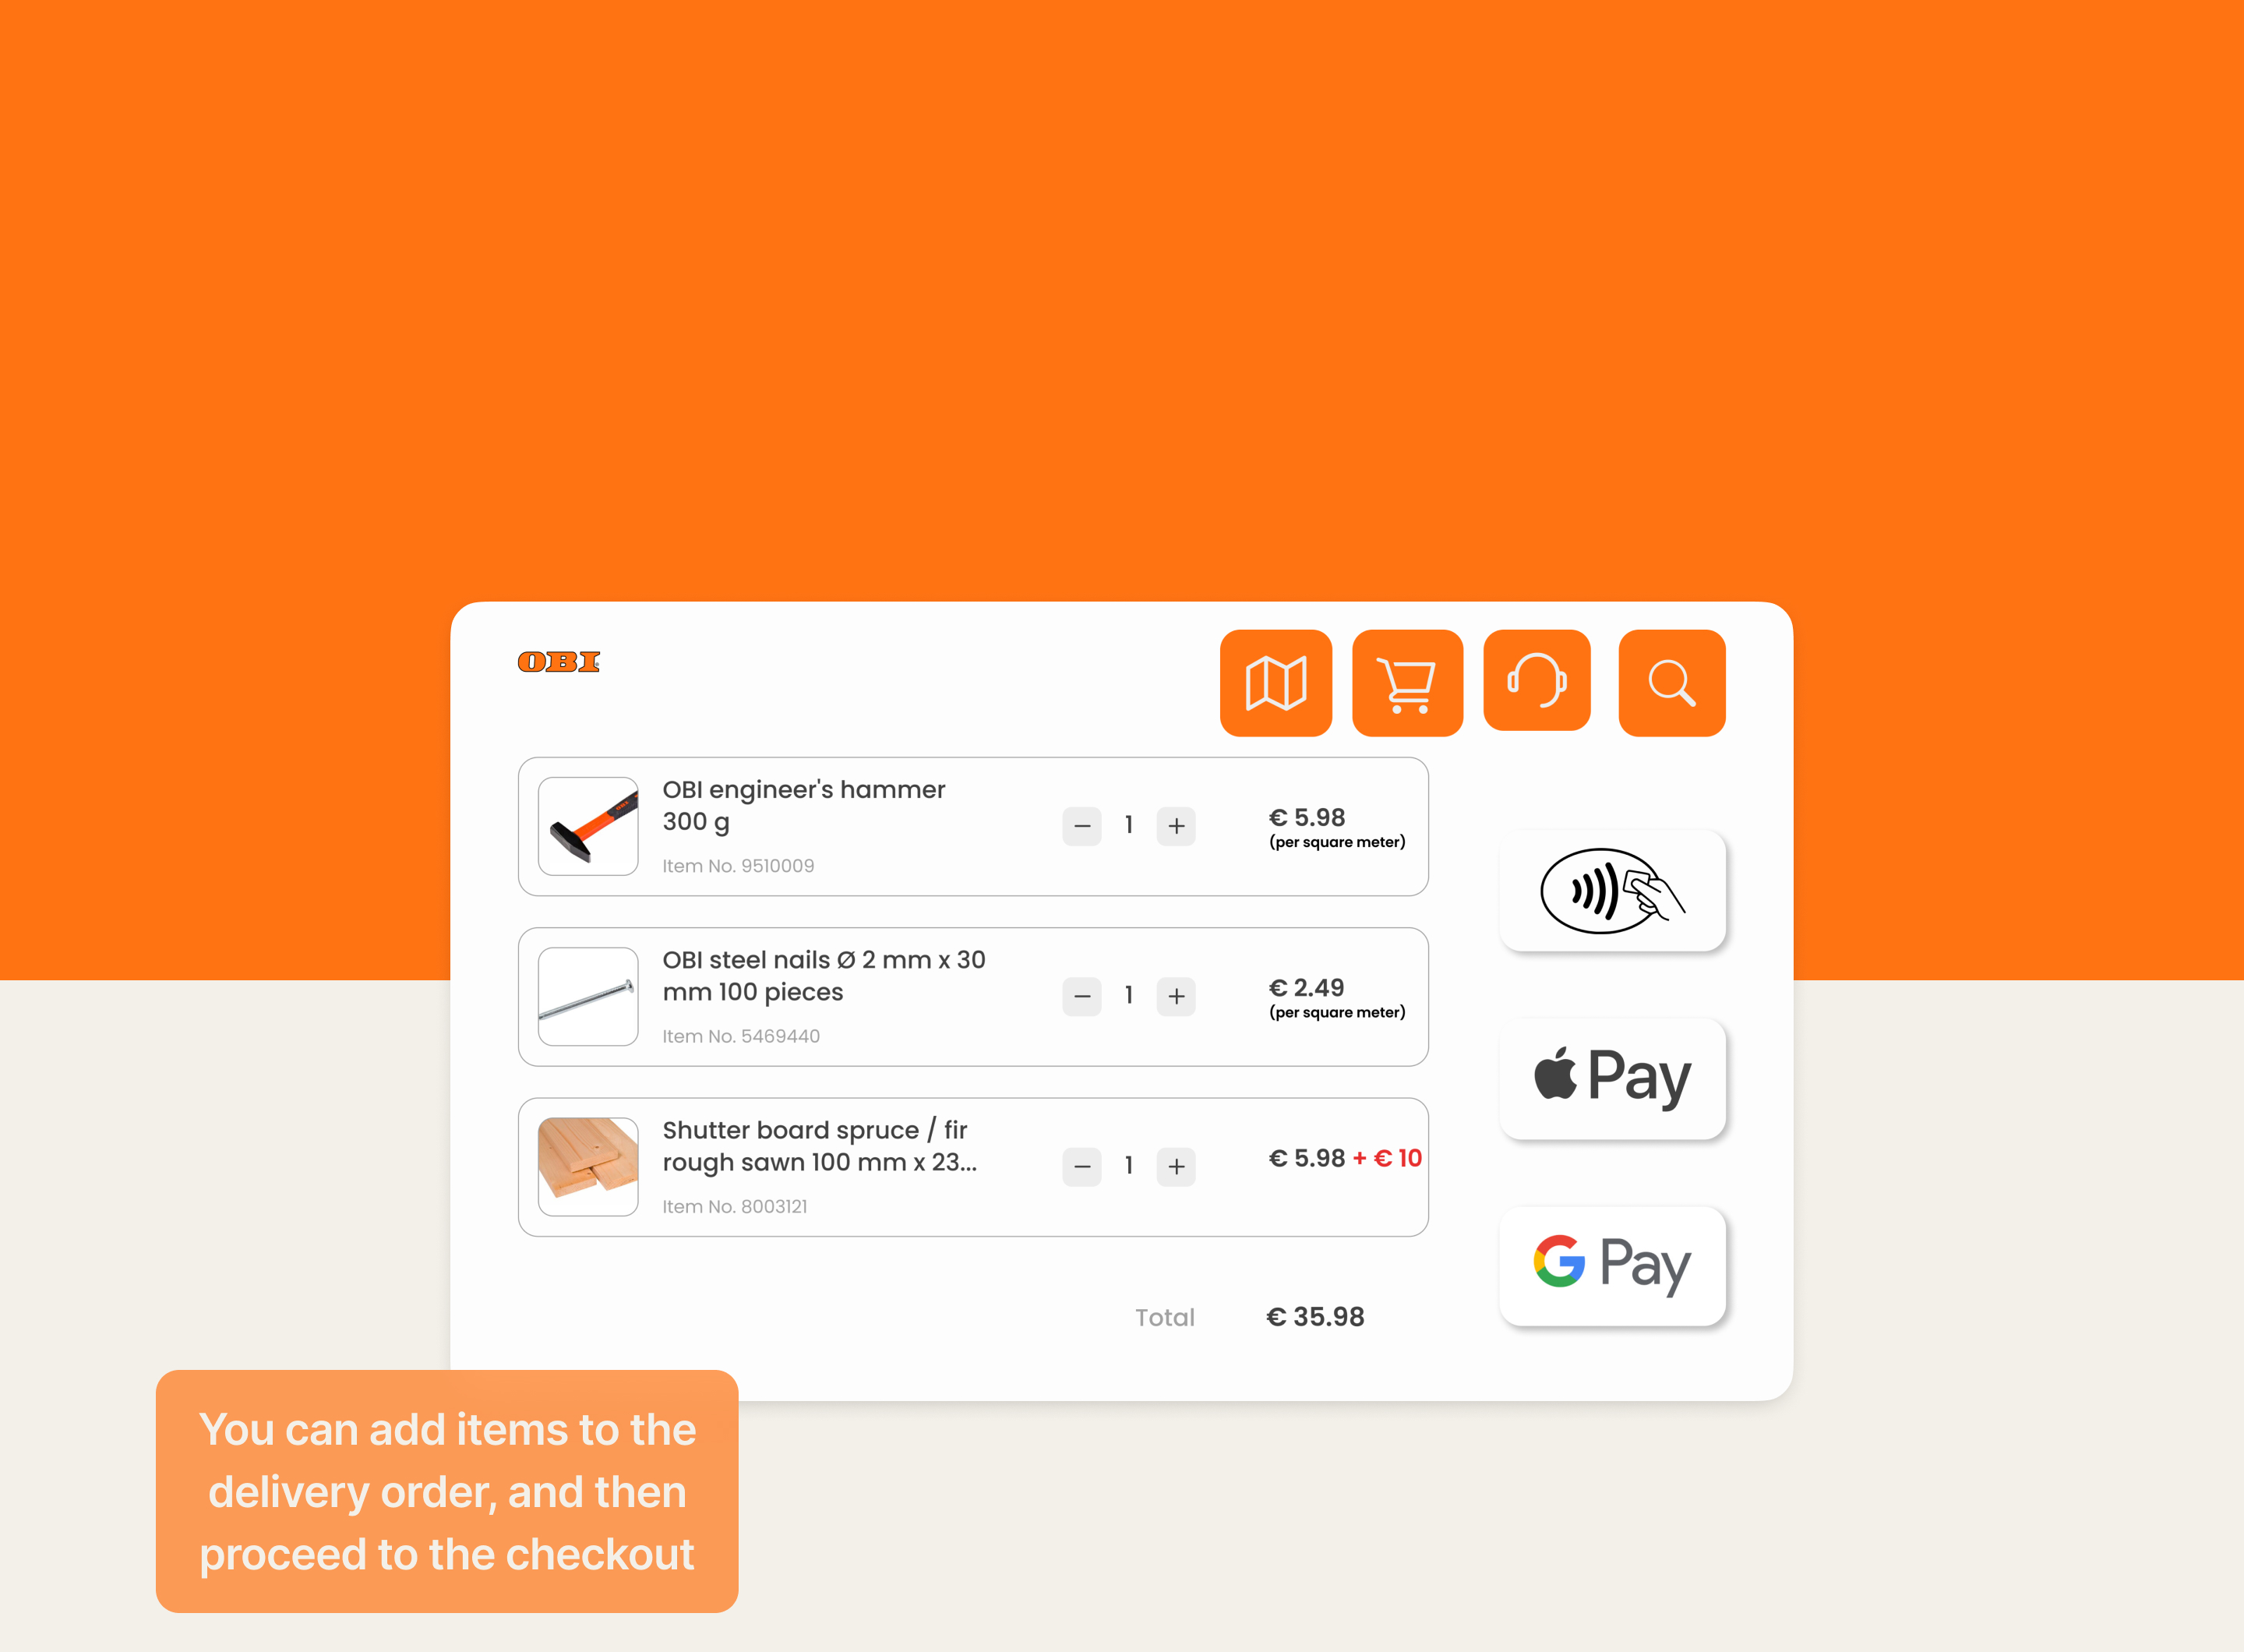 OBI
OBI engineer's hammer
300 g
Item No. 9510009
1
€ 5.98
(per square meter)
OBI steel nails Ø 2 mm x 30
mm 100 pieces
Item No. 5469440
1
€ 2.49
(per square meter)
Shutter board spruce / fir
rough sawn 100 mm x 23...
Item No. 8003121
1
€ 5.98 + € 10
Total
€ 35.98
Pay
G Pay
You can add items to the
delivery order, and then
proceed to the checkout